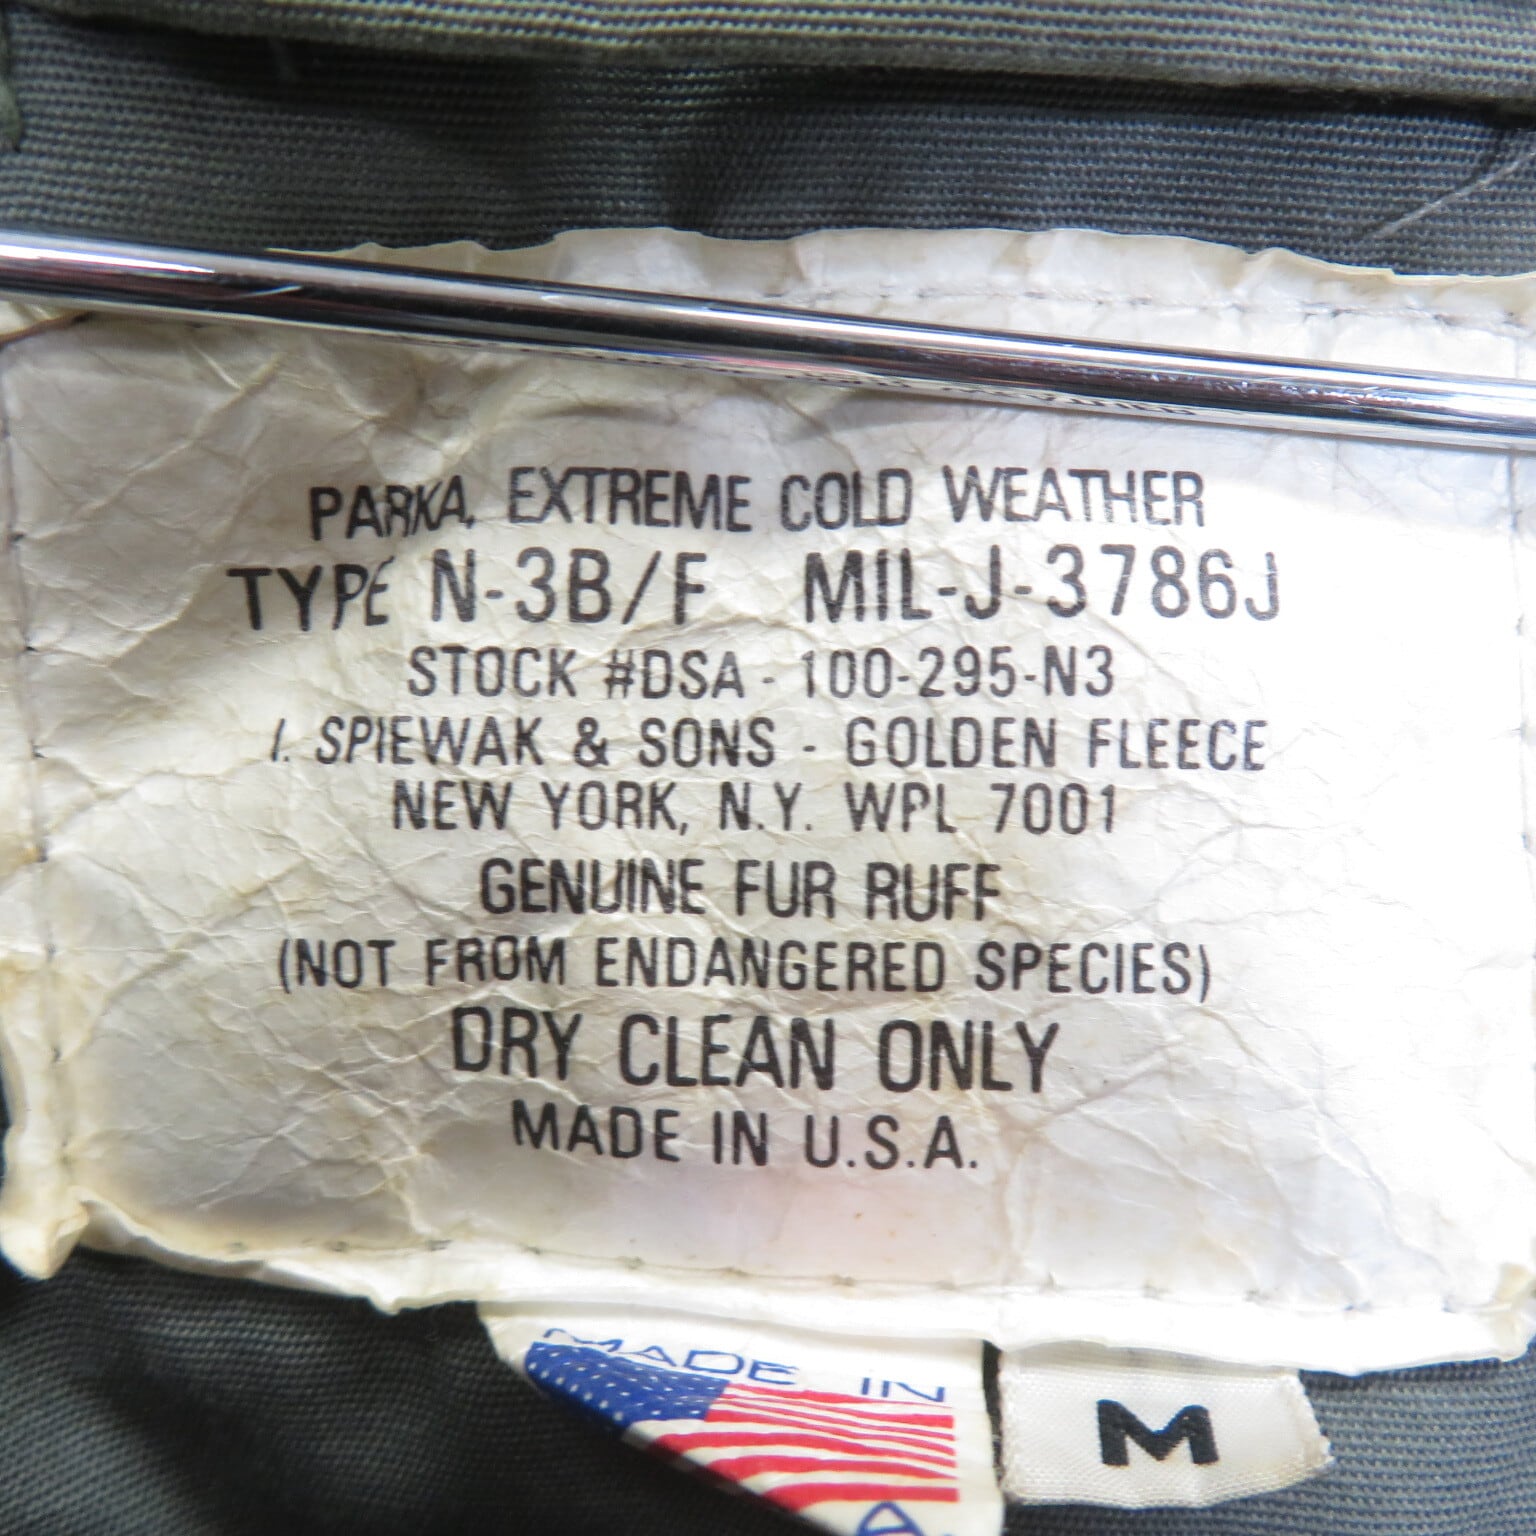 PARKA, EXTREME COLD WEATHER
TYPE N-3B/F MIL-J-3786J
STOCK #DSA - 100-295-N3
I. SPIEWAK & SONS - GOLDEN FLEECE
NEW YORK, N.Y. WPL 7001
GENUINE FUR RUFF
(NOT FROM ENDANGERED SPECIES)
DRY CLEAN ONLY
MADE IN U.S.A.
MADE IN
M